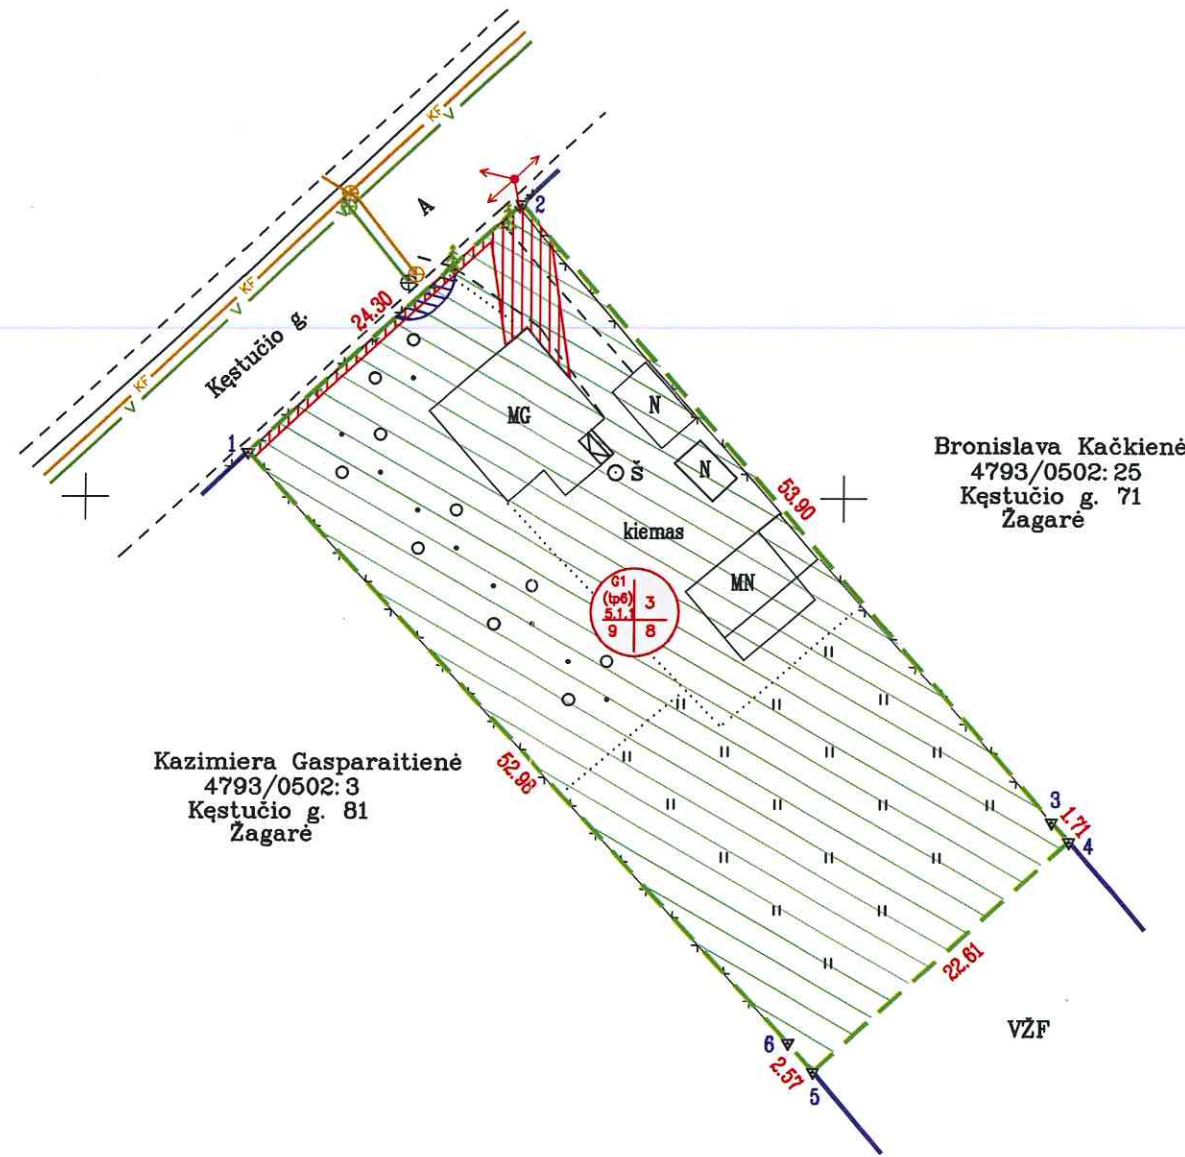 KF
V
2
A
V
KF
V
24.30
Kęstučio g.
KF
V
1
MG
N
N
Š
Bronislava Kačkienė
4793/0502:25
Kęstučio g. 71
Žagarė
53.90
kiemas
MN
G1
(tp6)
5.1.1
3
9
8
Kazimiera Gasparaitienė
4793/0502:3
Kęstučio g. 81
Žagarė
52.98
3
1.71
4
22.61
VŽF
6
2.57
5